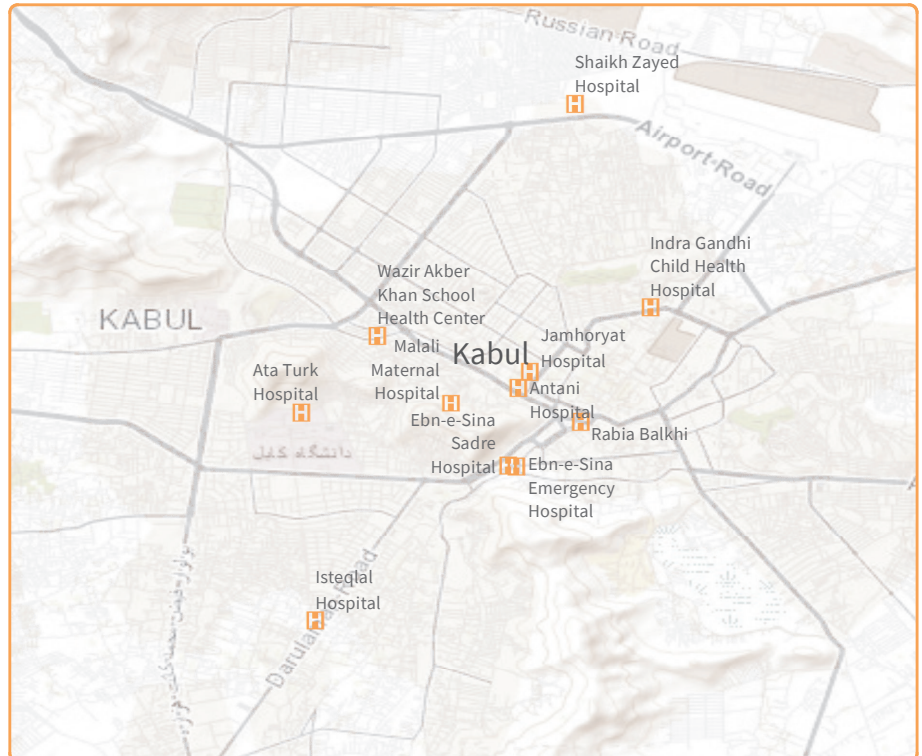 Russian Road
Shaikh Zayed
Hospital
H
Airport Road
Indra Gandhi
Child Health
Hospital
H
Wazir Akber
Khan School
Health Center
H
KABUL
Kabul
Jamhoryat
Hospital
H
Malali
Maternal
Hospital
H
Ata Turk
Hospital
H
Antani
Hospital
H
Ebn-e-Sina
Sadre
Hospital
H
Rabia Balkhi
H
دانشگاه کابل
Ebn-e-Sina
Emergency
Hospital
H
A
Isteqlal
Hospital
H
Road